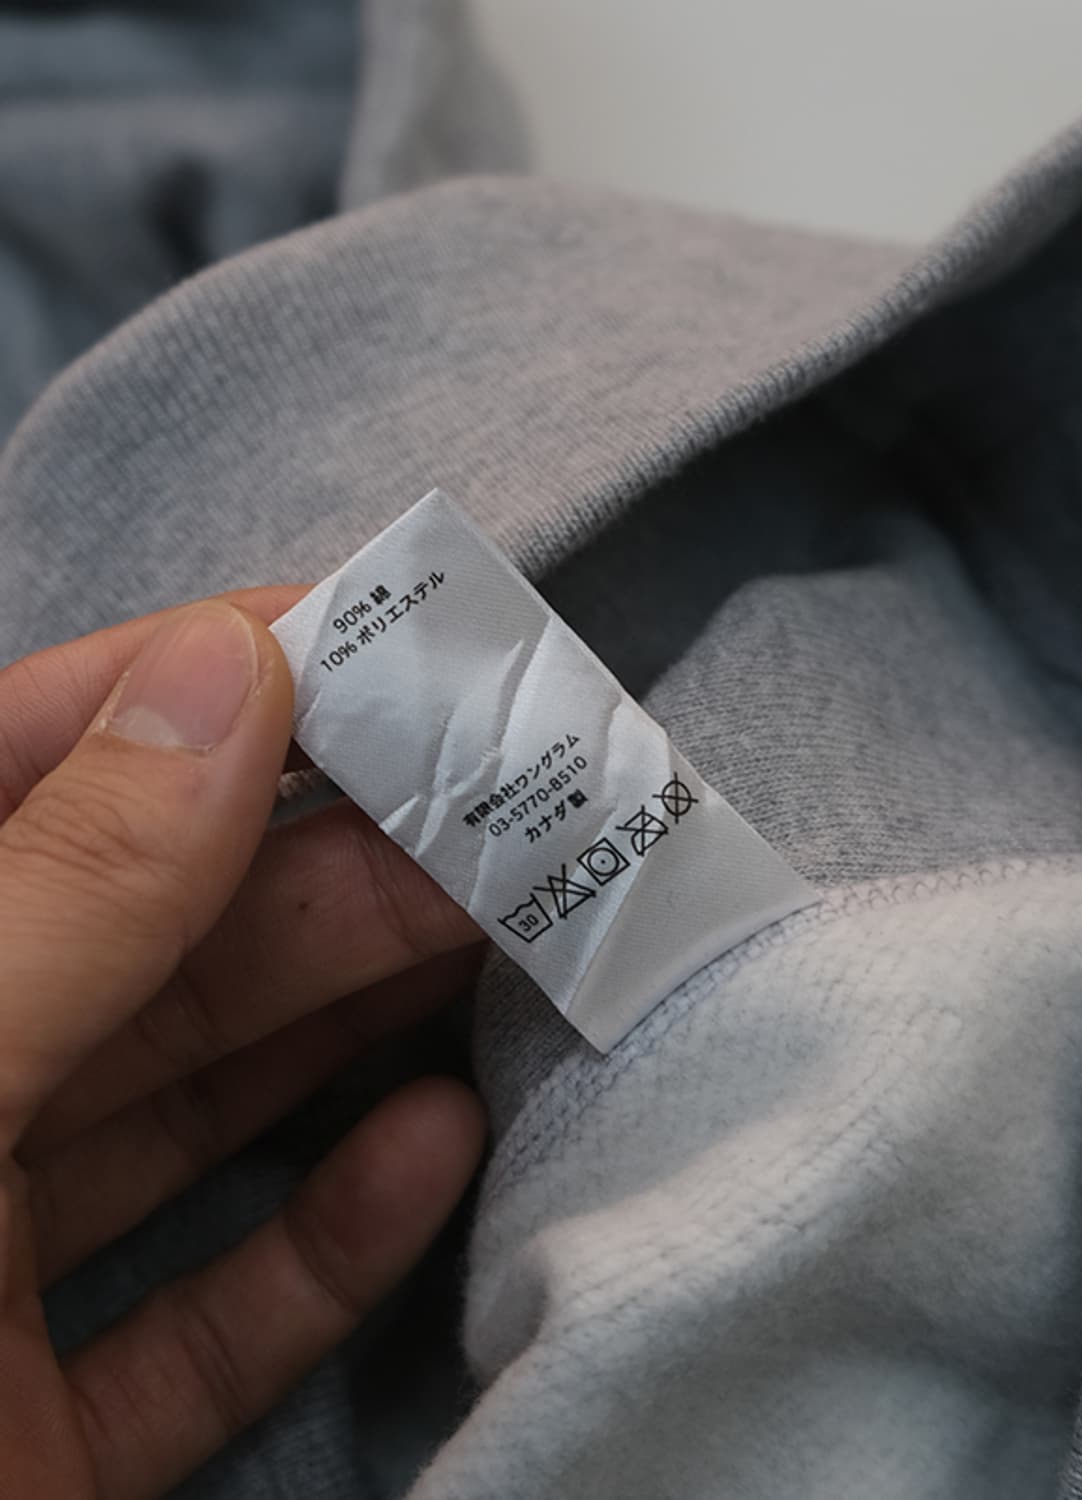 90% 綿
10% ポリエステル
有限会社ワングラム
03-5770-8510
カナダ製
30